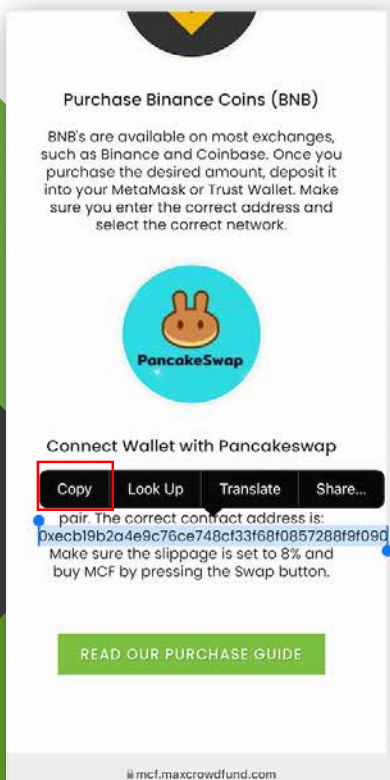 Purchase Binance Coins (BNB)
BNB's are available on most exchanges,
such as Binance and Coinbase. Once you
purchase the desired amount, deposit it
into your MetaMask or Trust Wallet. Make
sure you enter the correct address and
select the correct network.
PancakeSwap
Connect Wallet with Pancakeswap
Copy Look Up Translate Share...
pair. The correct contract address is:
0xecb19b2a4e9c76ce748cf33f68f0857288f9f090
Make sure the slippage is set to 8% and
buy MCF by pressing the Swap button.
READ OUR PURCHASE GUIDE
mcf.maxcrowdfund.com